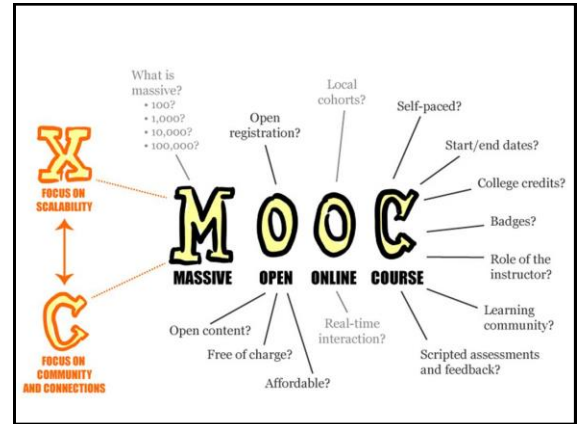 What is
massive?
• 100?
• 1,000?
• 10,000?
• 100,000?
Local
cohorts?
Self-paced?
Open
registration?
Start/end dates?
College credits?
Badges?
Role of the
instructor?
Learning
community?
Scripted assessments
and feedback?
X
FOCUS ON
SCALABILITY
C
FOCUS ON
COMMUNITY
AND CONNECTIONS
MOOC
MASSIVE OPEN ONLINE COURSE
Open content?
Free of charge?
Affordable?
Real-time
interaction?